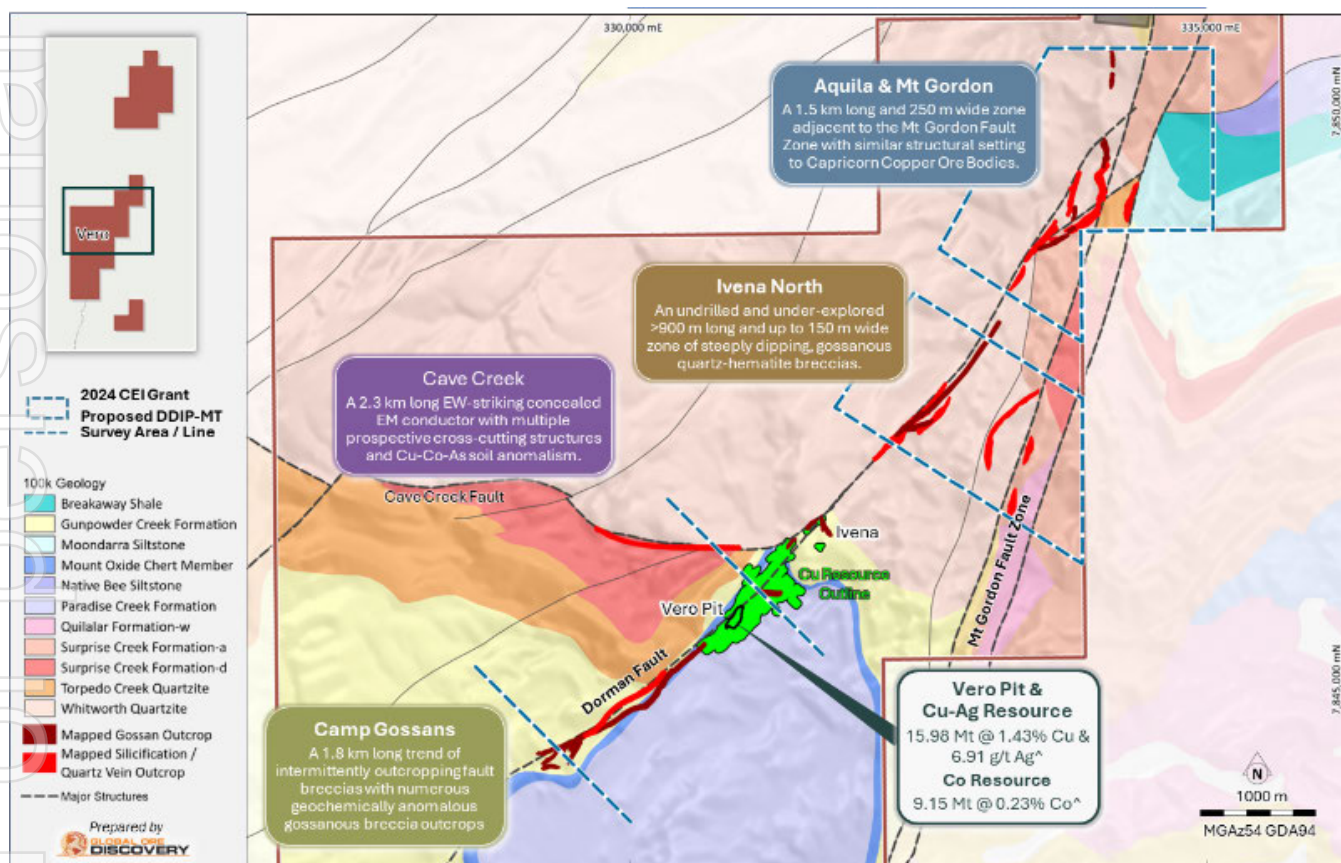 330,000 mE
335,000 mE
7,850,000 mN
7,845,000 mN
Vero
2024 CEI Grant
Proposed DDIP-MT
Survey Area / Line
100k Geology
Breakaway Shale
Gunpowder Creek Formation
Moondarra Siltstone
Mount Oxide Chert Member
Native Bee Siltstone
Paradise Creek Formation
Quilalar Formation-w
Surprise Creek Formation-a
Surprise Creek Formation-d
Torpedo Creek Quartzite
Whitworth Quartzite
Mapped Gossan Outcrop
Mapped Silicification /
Quartz Vein Outcrop
Major Structures
Prepared by
GLOBAL ORE
DISCOVERY
Aquila & Mt Gordon
A 1.5 km long and 250 m wide zone
adjacent to the Mt Gordon Fault
Zone with similar structural setting
to Capricorn Copper Ore Bodies.
Ivena North
An undrilled and under-explored
>900 m long and up to 150 m wide
zone of steeply dipping, gossanous
quartz-hematite breccias.
Cave Creek
A 2.3 km long EW-striking concealed
EM conductor with multiple
prospective cross-cutting structures
and Cu-Co-As soil anomalism.
Cave Creek Fault
Ivena
Cu Resource
Outline
Vero Pit
Dorman Fault
Mt Gordon Fault Zone
Camp Gossans
A 1.8 km long trend of
intermittently outcropping fault
breccias with numerous
geochemically anomalous
gossanous breccia outcrops
Vero Pit &
Cu-Ag Resource
15.98 Mt @ 1.43% Cu &
6.91 g/t Ag^
Co Resource
9.15 Mt @ 0.23% Co^
N
1000 m
MGAz54 GDA94